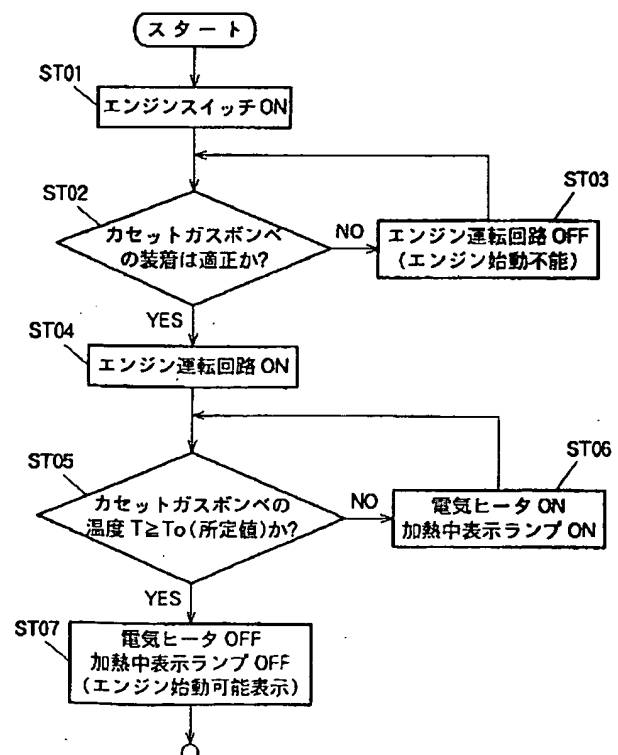 スタート
ST01
エンジンスイッチ ON
ST02
カセットガスボンベ
の装着は適正か?
NO
ST03
エンジン運転回路 OFF
(エンジン始動不能)
YES
ST04
エンジン運転回路 ON
ST05
カセットガスボンベの
温度 T≧To(所定値)か?
NO
ST06
電気ヒータ ON
加熱中表示ランプ ON
YES
ST07
電気ヒータ OFF
加熱中表示ランプ OFF
(エンジン始動可能表示)